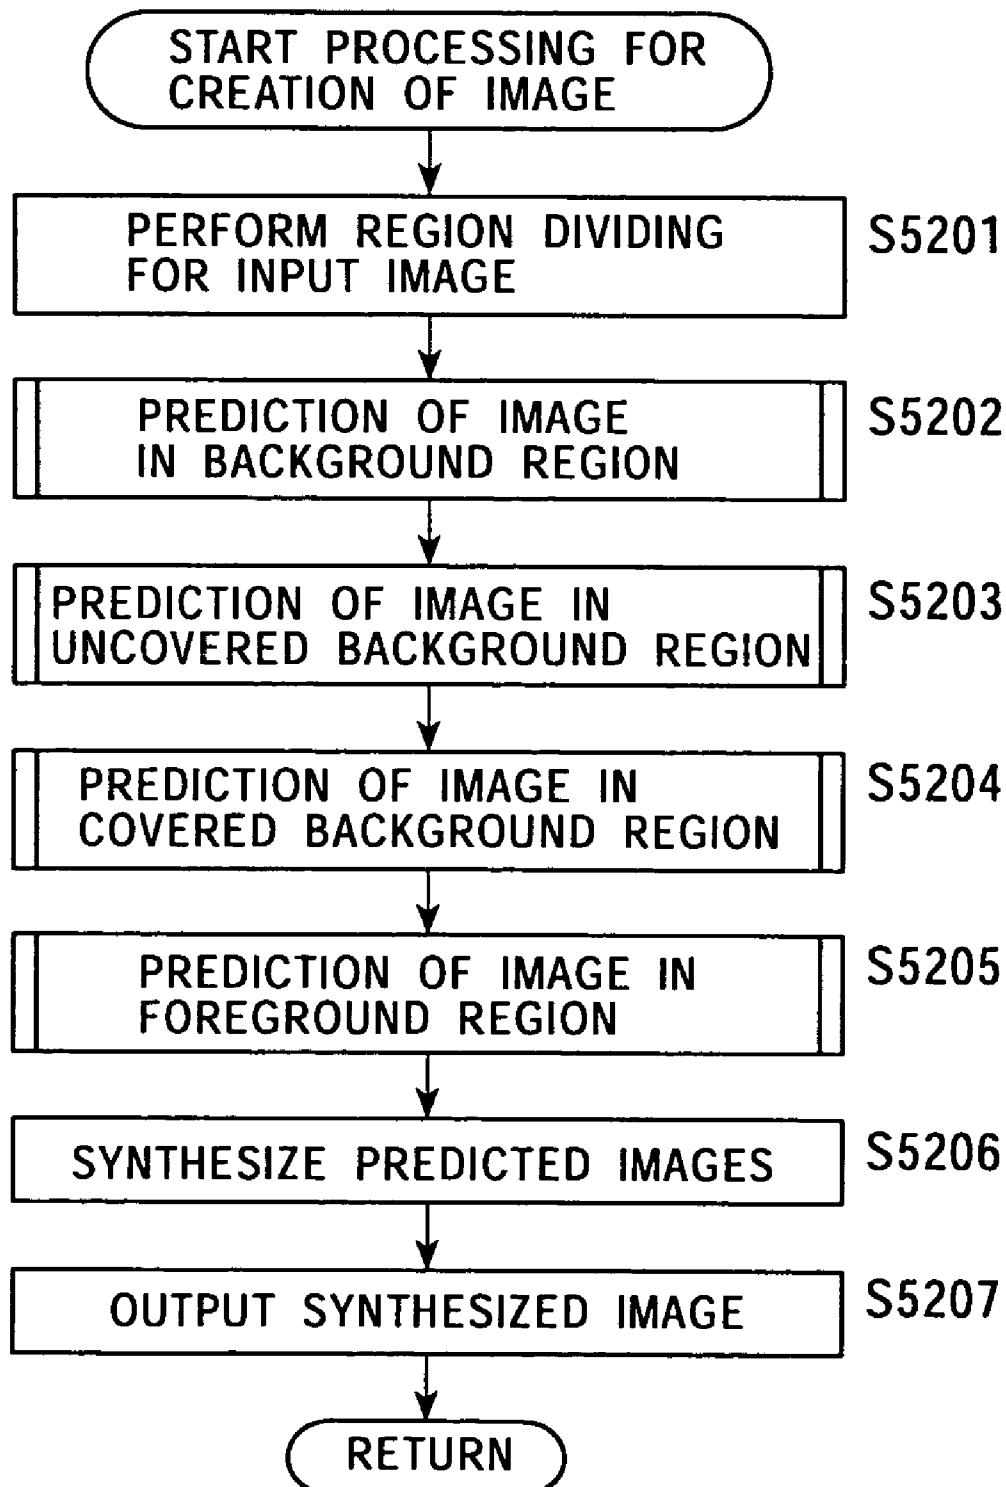 START PROCESSING FOR
CREATION OF IMAGE
PERFORM REGION DIVIDING
FOR INPUT IMAGE
S5201
PREDICTION OF IMAGE
IN BACKGROUND REGION
S5202
PREDICTION OF IMAGE IN
UNCOVERED BACKGROUND REGION
S5203
PREDICTION OF IMAGE IN
COVERED BACKGROUND REGION
S5204
PREDICTION OF IMAGE IN
FOREGROUND REGION
S5205
SYNTHESIZE PREDICTED IMAGES
S5206
OUTPUT SYNTHESIZED IMAGE
S5207
RETURN